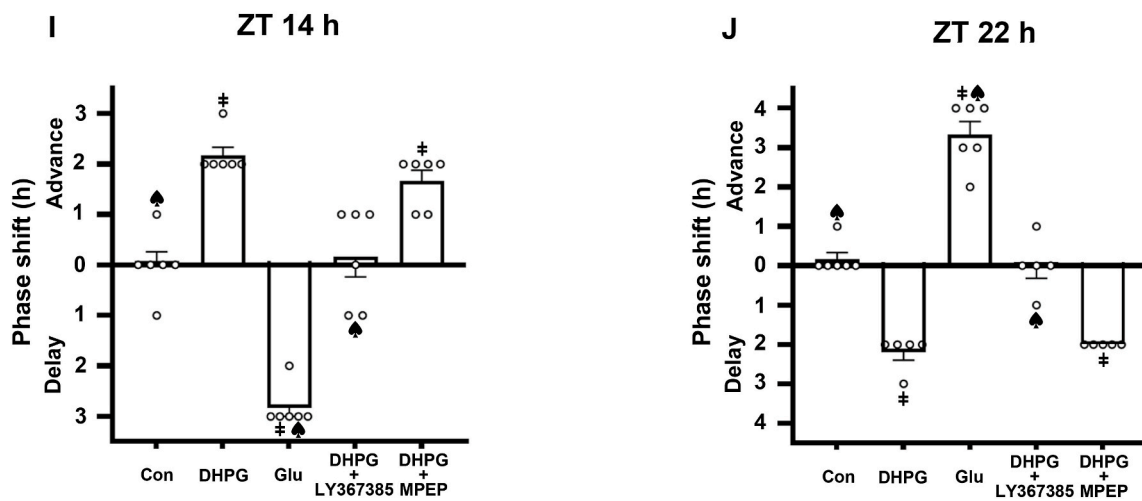 I
ZT 14 h
Phase shift (h)
Advance
Delay
3
2
1
0
1
2
3
‡
♠
‡
♠
‡
♠
Con
DHPG
Glu
DHPG
+
LY367385
DHPG
+
MPEP
J
ZT 22 h
Phase shift (h)
Advance
Delay
4
3
2
1
0
1
2
3
4
‡ ♠
♠
♠
‡
‡
Con
DHPG
Glu
DHPG
+
LY367385
DHPG
+
MPEP